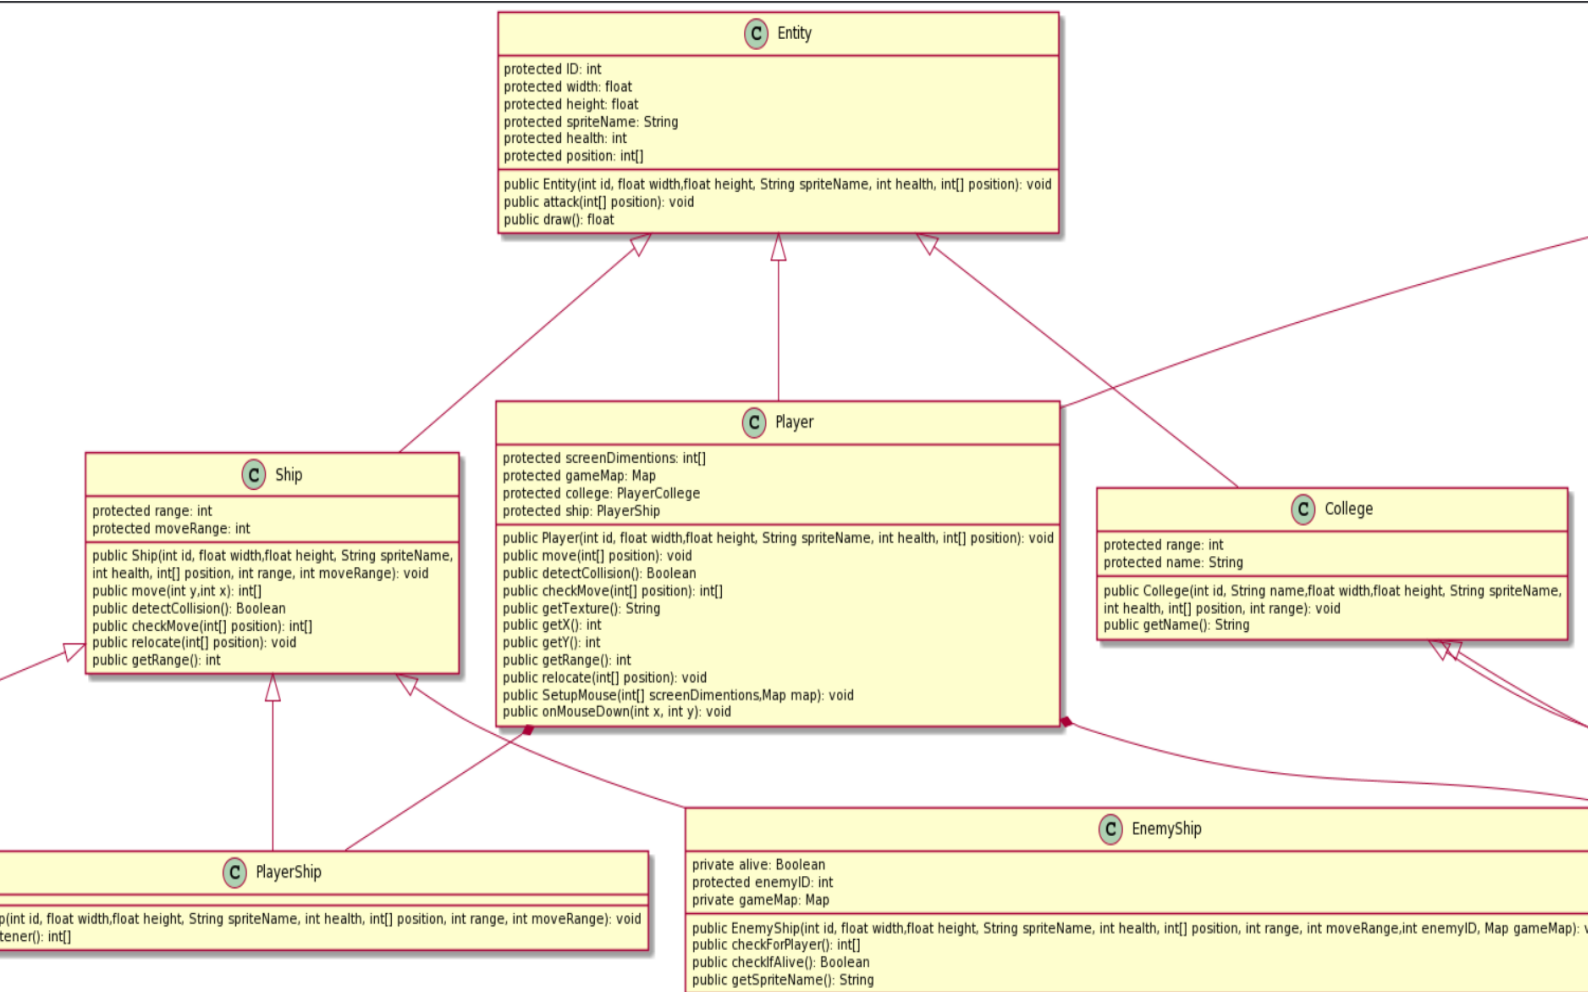 C Entity
protected ID: int
protected width: float
protected height: float
protected spriteName: String
protected health: int
protected position: int[]
public Entity(int id, float width,float height, String spriteName, int health, int[] position): void
public attack(int[] position): void
public draw(): float
C Player
protected screenDimentions: int[]
protected gameMap: Map
protected college: PlayerCollege
protected ship: PlayerShip
public Player(int id, float width,float height, String spriteName, int health, int[] position): void
public move(int[] position): void
public detectCollision(): Boolean
public checkMove(int[] position): int[]
public getTexture(): String
public getX(): int
public getY(): int
public getRange(): int
public relocate(int[] position): void
public SetupMouse(int[] screenDimentions,Map map): void
public onMouseDown(int x, int y): void
C Ship
protected range: int
protected moveRange: int
public Ship(int id, float width,float height, String spriteName,
int health, int[] position, int range, int moveRange): void
public move(int y,int x): int[]
public detectCollision(): Boolean
public checkMove(int[] position): int[]
public relocate(int[] position): void
public getRange(): int
C College
protected range: int
protected name: String
public College(int id, String name,float width,float height, String spriteName,
int health, int[] position, int range): void
public getName(): String
C PlayerShip
p(int id, float width,float height, String spriteName, int health, int[] position, int range, int moveRange): void
tener(): int[]
C EnemyShip
private alive: Boolean
protected enemyID: int
private gameMap: Map
public EnemyShip(int id, float width,float height, String spriteName, int health, int[] position, int range, int moveRange,int enemyID, Map gameMap):
public checkForPlayer(): int[]
public checkIfAlive(): Boolean
public getSpriteName(): String